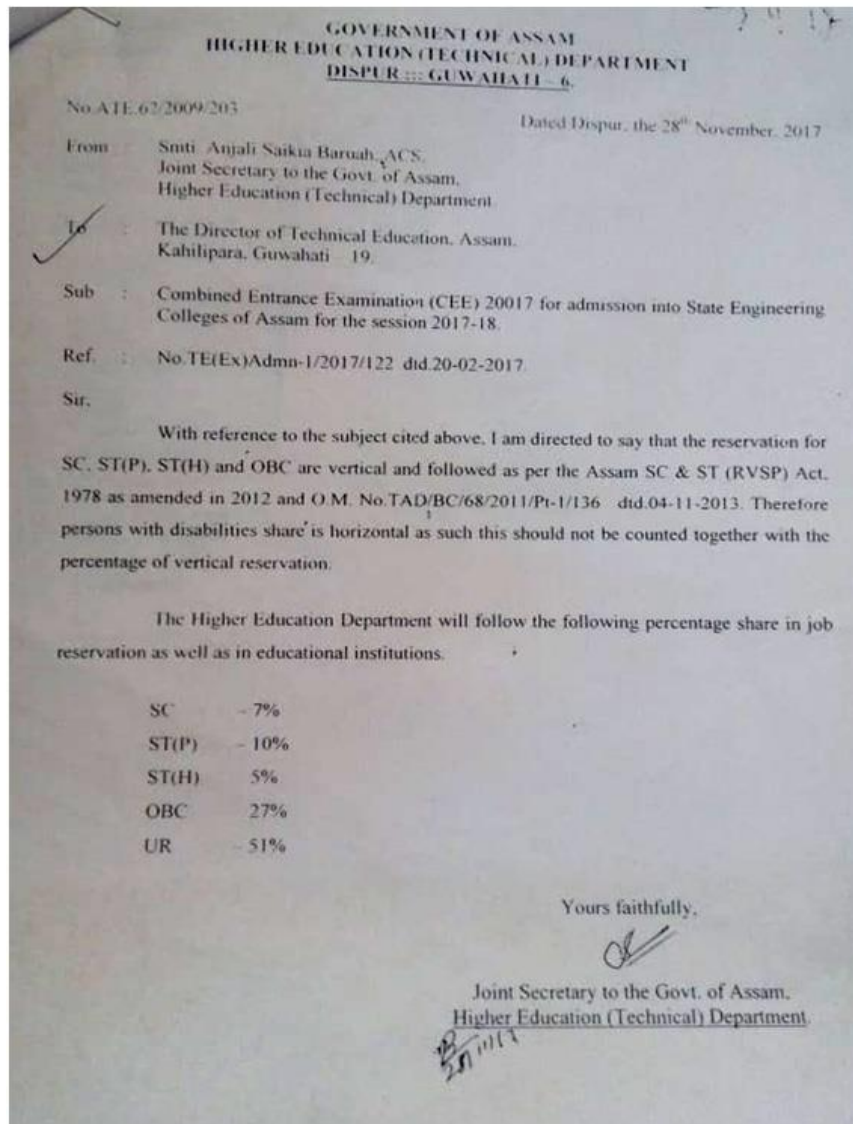 GOVERNMENT OF ASSAM
HIGHER EDUCATION (TECHNICAL) DEPARTMENT
DISPUR ::: GUWAHATI – 6.
No.ATE.62/2009/203
Dated Dispur, the 28th November, 2017
From : Smti. Anjali Saikia Baruah, ACS.
Joint Secretary to the Govt. of Assam,
Higher Education (Technical) Department
To : The Director of Technical Education, Assam,
Kahilipara, Guwahati 19.
Sub : Combined Entrance Examination (CEE) 20017 for admission into State Engineering
Colleges of Assam for the session 2017-18.
Ref. : No.TE(Ex)Admn-1/2017/122 dtd.20-02-2017.
Sir,
With reference to the subject cited above, I am directed to say that the reservation for
SC, ST(P), ST(H) and OBC are vertical and followed as per the Assam SC & ST (RVSP) Act,
1978 as amended in 2012 and O.M. No.TAD/BC/68/2011/Pt-1/136 dtd.04-11-2013. Therefore
persons with disabilities share is horizontal as such this should not be counted together with the
percentage of vertical reservation.
The Higher Education Department will follow the following percentage share in job
reservation as well as in educational institutions.
SC – 7%
ST(P) – 10%
ST(H) 5%
OBC 27%
UR – 51%
Yours faithfully,
Joint Secretary to the Govt. of Assam,
Higher Education (Technical) Department.